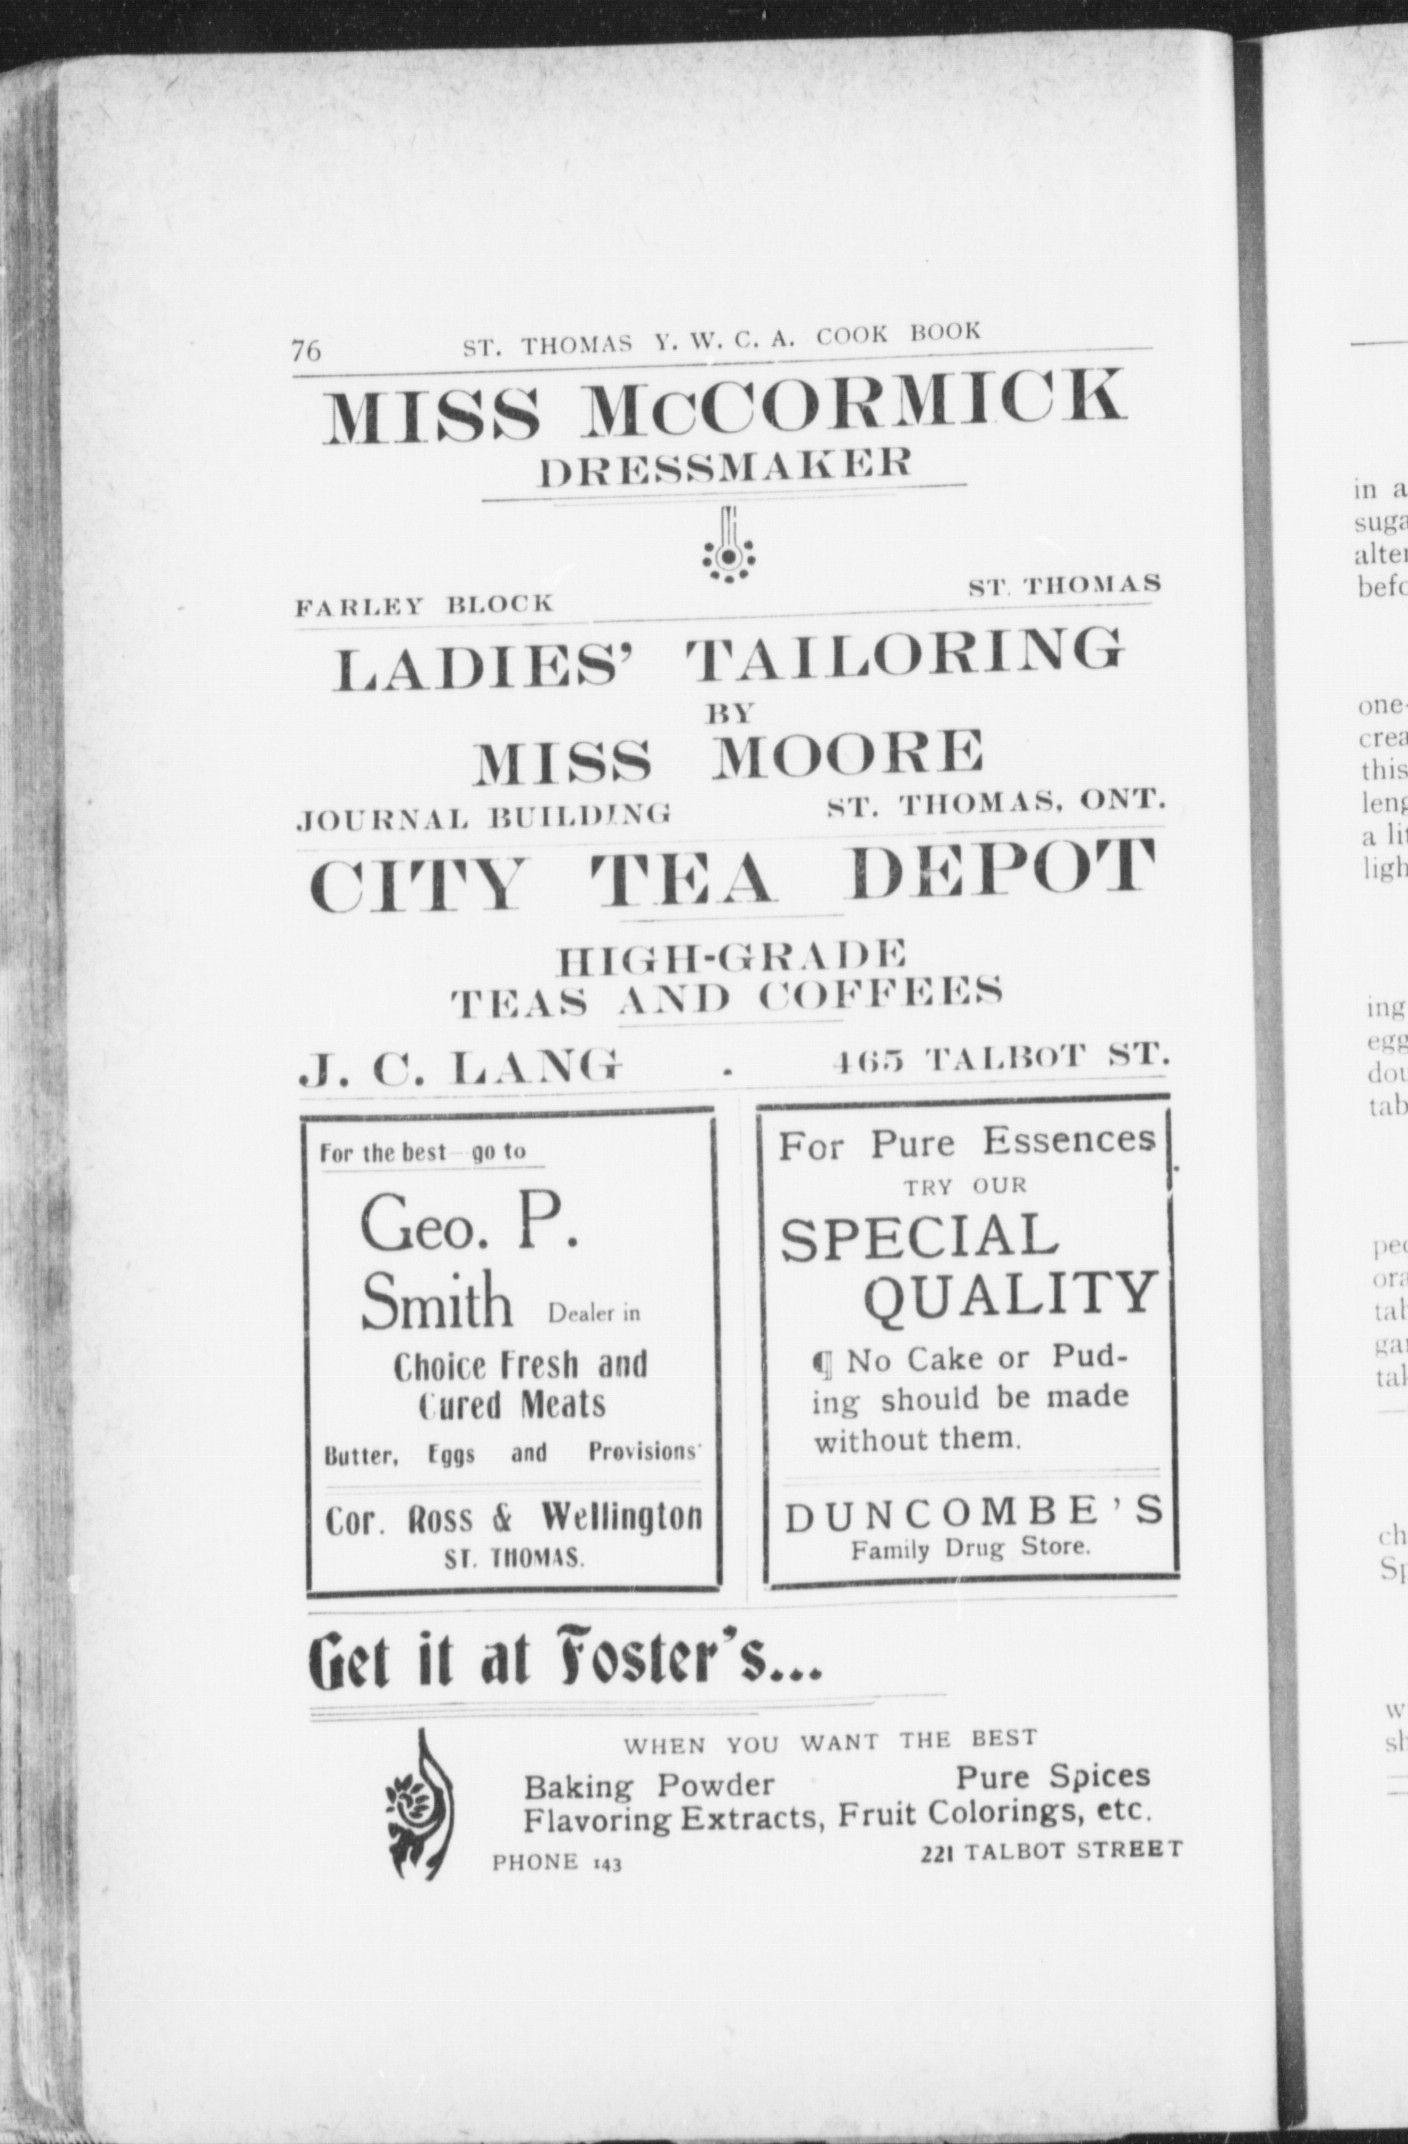 76 ST. THOMAS Y. W. C. A. COOK BOOK
MISS McCORMICK
DRESSMAKER
FARLEY BLOCK ST. THOMAS
LADIES' TAILORING
BY
MISS MOORE
JOURNAL BUILDING ST. THOMAS, ONT.
CITY TEA DEPOT
HIGH-GRADE
TEAS AND COFFEES
J. C. LANG . 465 TALBOT ST.
For the best—go to
Geo. P.
Smith Dealer in
Choice Fresh and
Cured Meats
Butter, Eggs and Provisions
Cor. Ross & Wellington
ST. THOMAS.
For Pure Essences
TRY OUR
SPECIAL
QUALITY
¶ No Cake or Pud-
ing should be made
without them.
DUNCOMBE'S
Family Drug Store.
Get it at Foster's...
WHEN YOU WANT THE BEST
Baking Powder Pure Spices
Flavoring Extracts, Fruit Colorings, etc.
PHONE 143 221 TALBOT STREET
in a
one-
this
a lit
ing